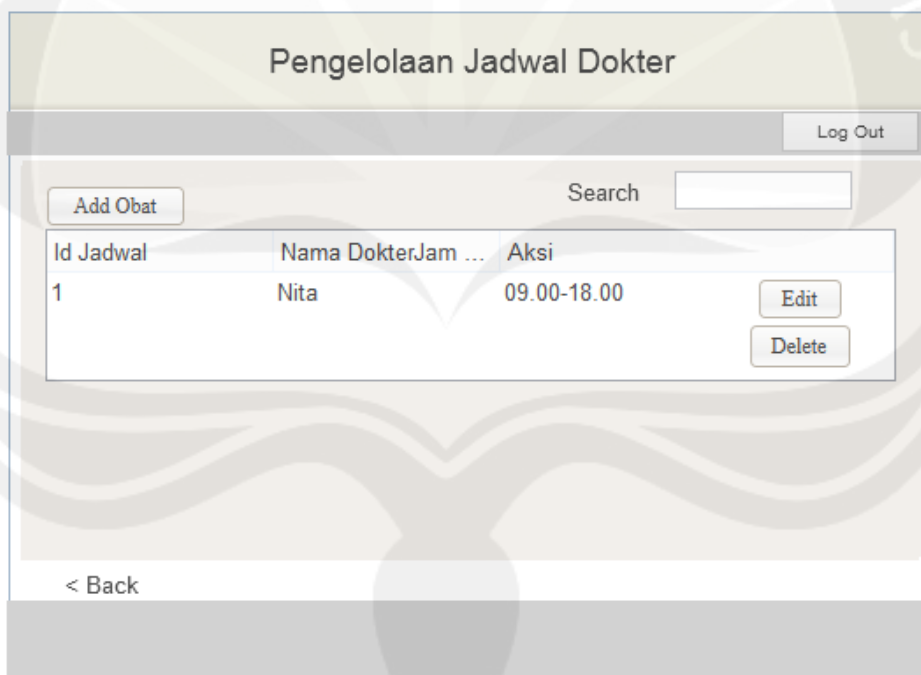 Pengelolaan Jadwal Dokter
Log Out
Add Obat
Search
Id Jadwal Nama DokterJam ... Aksi
1 Nita 09.00-18.00 Edit
Delete
< Back